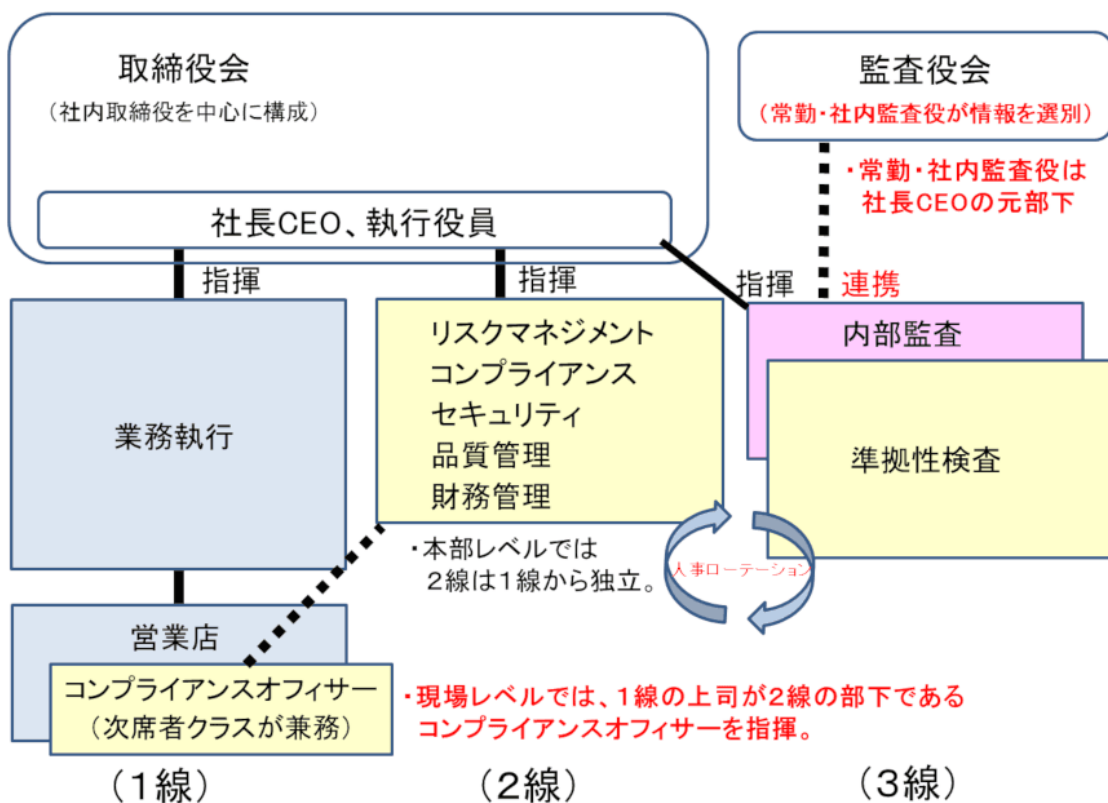 取締役会
(社内取締役を中心に構成)
社長CEO、執行役員
監査役会
(常勤・社内監査役が情報を選別)
・常勤・社内監査役は
社長CEOの元部下
指揮
指揮
指揮
連携
業務執行
リスクマネジメント
コンプライアンス
セキュリティ
品質管理
財務管理
内部監査
準拠性検査
・本部レベルでは
2線は1線から独立。
人事ローテーション
営業店
コンプライアンスオフィサー
(次席者クラスが兼務)
・現場レベルでは、1線の上司が2線の部下である
コンプライアンスオフィサーを指揮。
(1線)
(2線)
(3線)